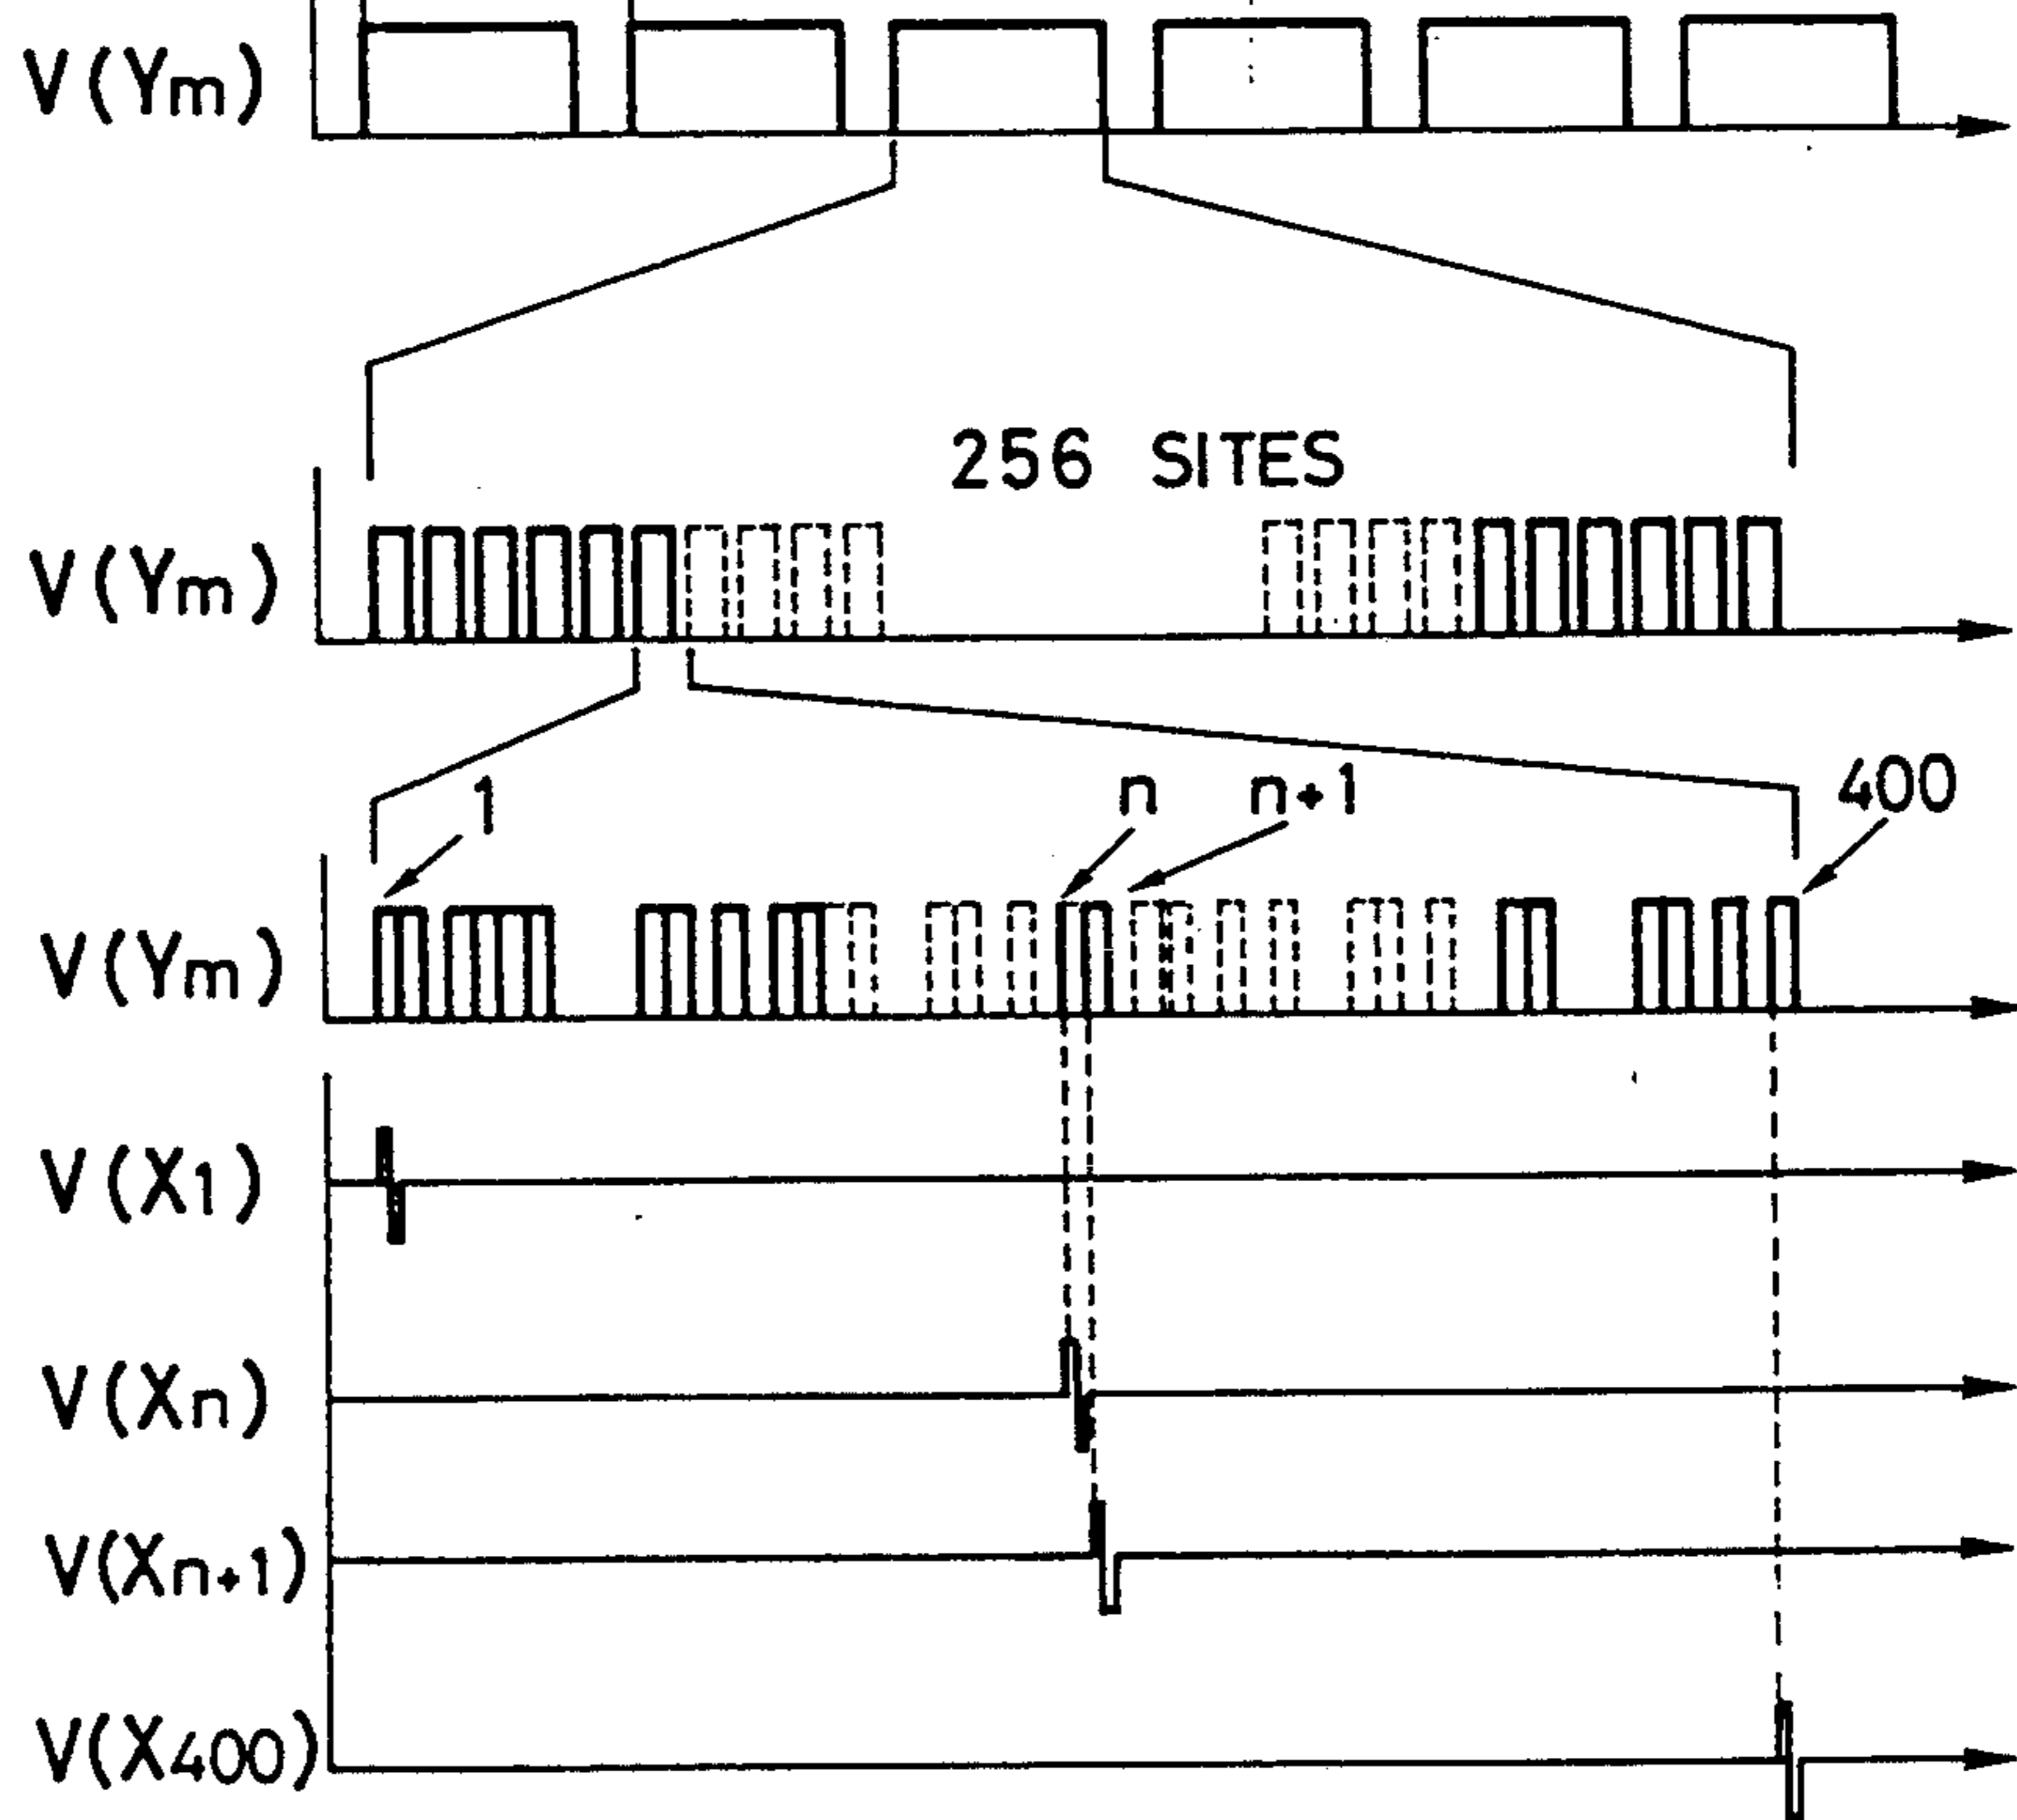 V(Ym)
256 SITES
V(Ym)
1
n
n+1
400
V(Ym)
V(X1)
V(Xn)
V(Xn+1)
V(X400)